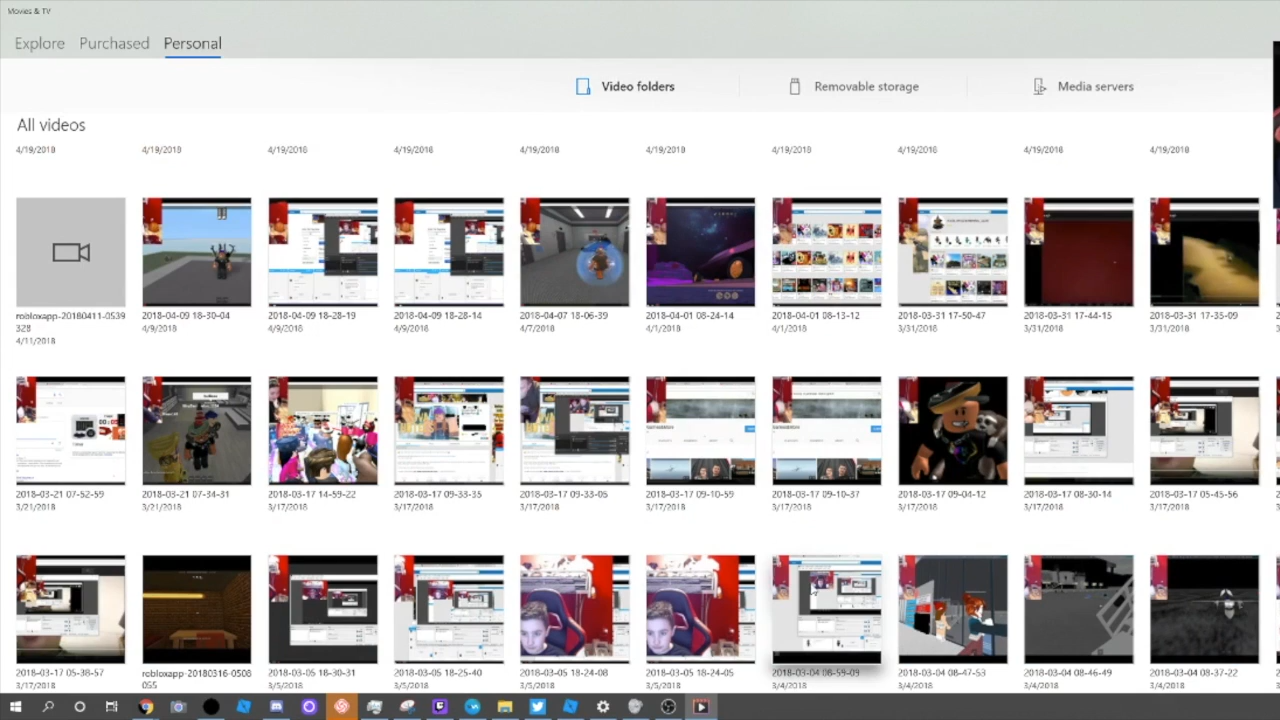 Movies & TV
Explore Purchased Personal
Video folders Removable storage Media servers
All videos
4/19/2018 4/19/2018 4/19/2018 4/19/2018 4/19/2018 4/19/2018 4/19/2018 4/19/2018 4/19/2018 4/19/2018
robloxapp-20180411-0539 2018-04-09 18-30-04 2018-04-09 18-28-19 2018-04-09 18-28-14 2018-04-07 18-06-39 2018-04-01 08-24-14 2018-04-01 08-13-12 2018-03-31 17-50-47 2018-03-31 17-44-15 2018-03-31 17-35-09
328 4/9/2018 4/9/2018 4/9/2018 4/7/2018 4/1/2018 4/1/2018 3/31/2018 3/31/2018 3/31/2018
4/11/2018
2018-03-21 07-52-59 2018-03-21 07-34-31 2018-03-17 14-59-22 2018-03-17 09-33-35 2018-03-17 09-33-05 2018-03-17 09-10-59 2018-03-17 09-10-37 2018-03-17 09-04-12 2018-03-17 08-30-14 2018-03-17 05-45-56
3/21/2018 3/21/2018 3/17/2018 3/17/2018 3/17/2018 3/17/2018 3/17/2018 3/17/2018 3/17/2018 3/17/2018
2018-03-17 05-38-57 robloxapp-20180316-0508 2018-03-05 18-30-31 2018-03-05 18-25-40 2018-03-05 18-24-08 2018-03-05 18-24-05 2018-03-04 08-59-09 2018-03-04 08-47-53 2018-03-04 08-46-49 2018-03-04 08-37-22
3/17/2018 055 3/5/2018 3/5/2018 3/5/2018 3/5/2018 3/4/2018 3/4/2018 3/4/2018 3/4/2018